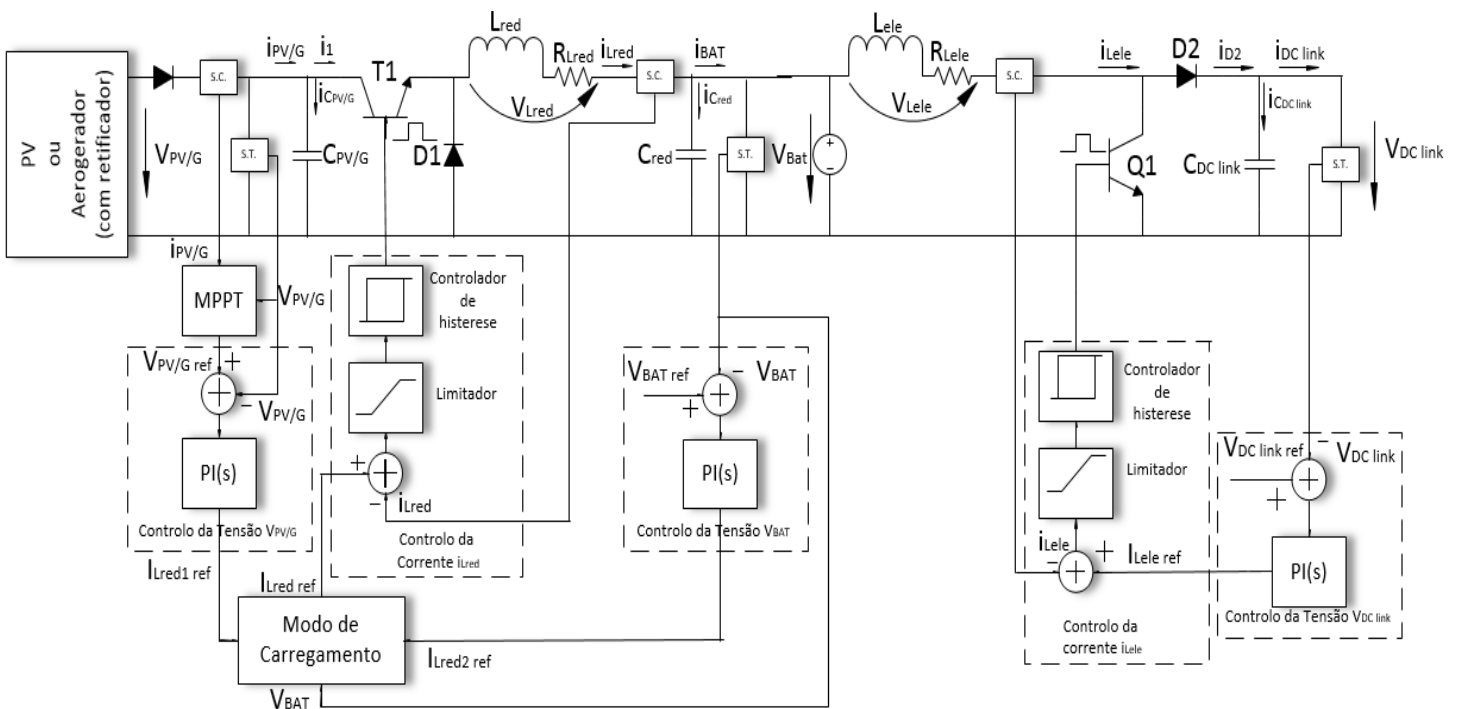 PV
ou
Aerogerador
(com retificador)
iPV/G
i1
S.C.
iCPV/G
T1
VPV/G
S.T.
CPV/G
D1
Lred
RLred
iLred
VLred
S.C.
iBAT
iCred
Cred
S.T.
VBat
Lele
RLele
VLele
S.C.
iLele
D2
iD2
iDC link
Q1
iCDC link
CDC link
S.T.
VDC link
iPV/G
MPPT
VPV/G
VPV/G ref
+
-
VPV/G
PI(s)
Controlo da Tensão VPV/G
ILred1 ref
Controlador
de
histerese
Limitador
+
-
iLred
Controlo da
Corrente iLred
ILred ref
VBAT ref
+
-
VBAT
PI(s)
Controlo da Tensão VBAT
ILred2 ref
Modo de
Carregamento
VBAT
Controlador
de
histerese
Limitador
iLele
-
+
ILele ref
Controlo da
corrente iLele
VDC link ref
-
VDC link
+
PI(s)
Controlo da Tensão VDC link